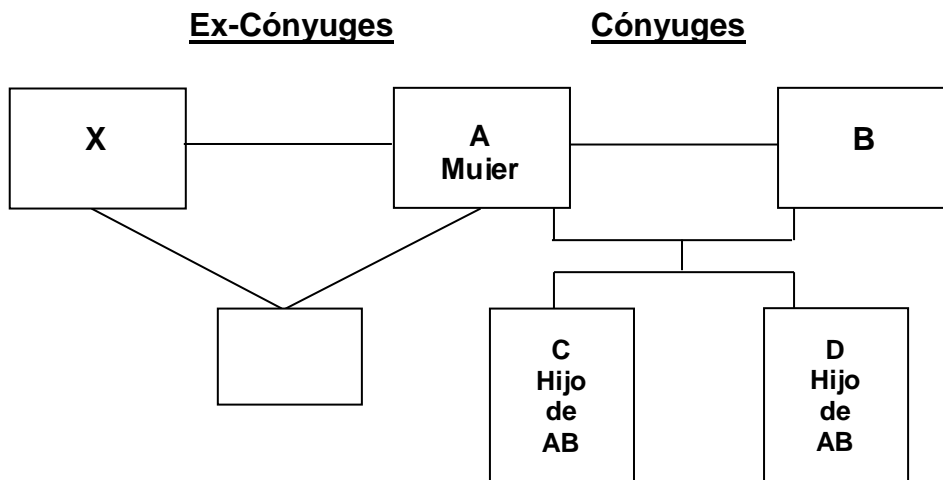 Ex-Cónyuges
Cónyuges
X
A
Mujer
B
C
Hijo
de
AB
D
Hijo
de
AB